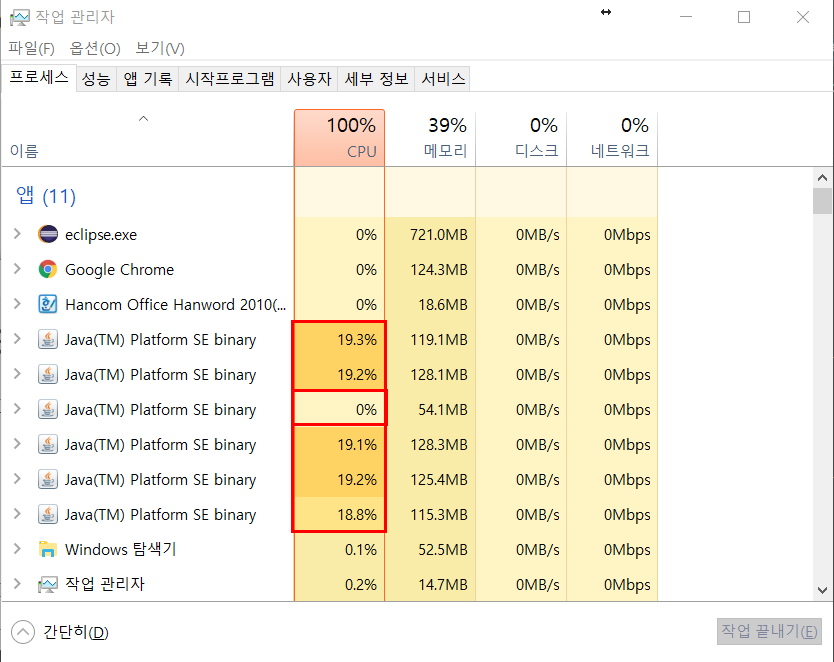 작업 관리자
파일(F) 옵션(O) 보기(V)
프로세스 성능 앱 기록 시작프로그램 사용자 세부 정보 서비스
100% 39% 0% 0%
이름 CPU 메모리 디스크 네트워크
앱 (11)
eclipse.exe 0% 721.0MB 0MB/s 0Mbps
Google Chrome 0% 124.3MB 0MB/s 0Mbps
Hancom Office Hanword 2010(... 0% 18.6MB 0MB/s 0Mbps
Java(TM) Platform SE binary 19.3% 119.1MB 0MB/s 0Mbps
Java(TM) Platform SE binary 19.2% 128.1MB 0MB/s 0Mbps
Java(TM) Platform SE binary 0% 54.1MB 0MB/s 0Mbps
Java(TM) Platform SE binary 19.1% 128.3MB 0MB/s 0Mbps
Java(TM) Platform SE binary 19.2% 125.4MB 0MB/s 0Mbps
Java(TM) Platform SE binary 18.8% 115.3MB 0MB/s 0Mbps
Windows 탐색기 0.1% 52.5MB 0MB/s 0Mbps
작업 관리자 0.2% 14.7MB 0MB/s 0Mbps
간단히(D) 작업 끝내기(E)